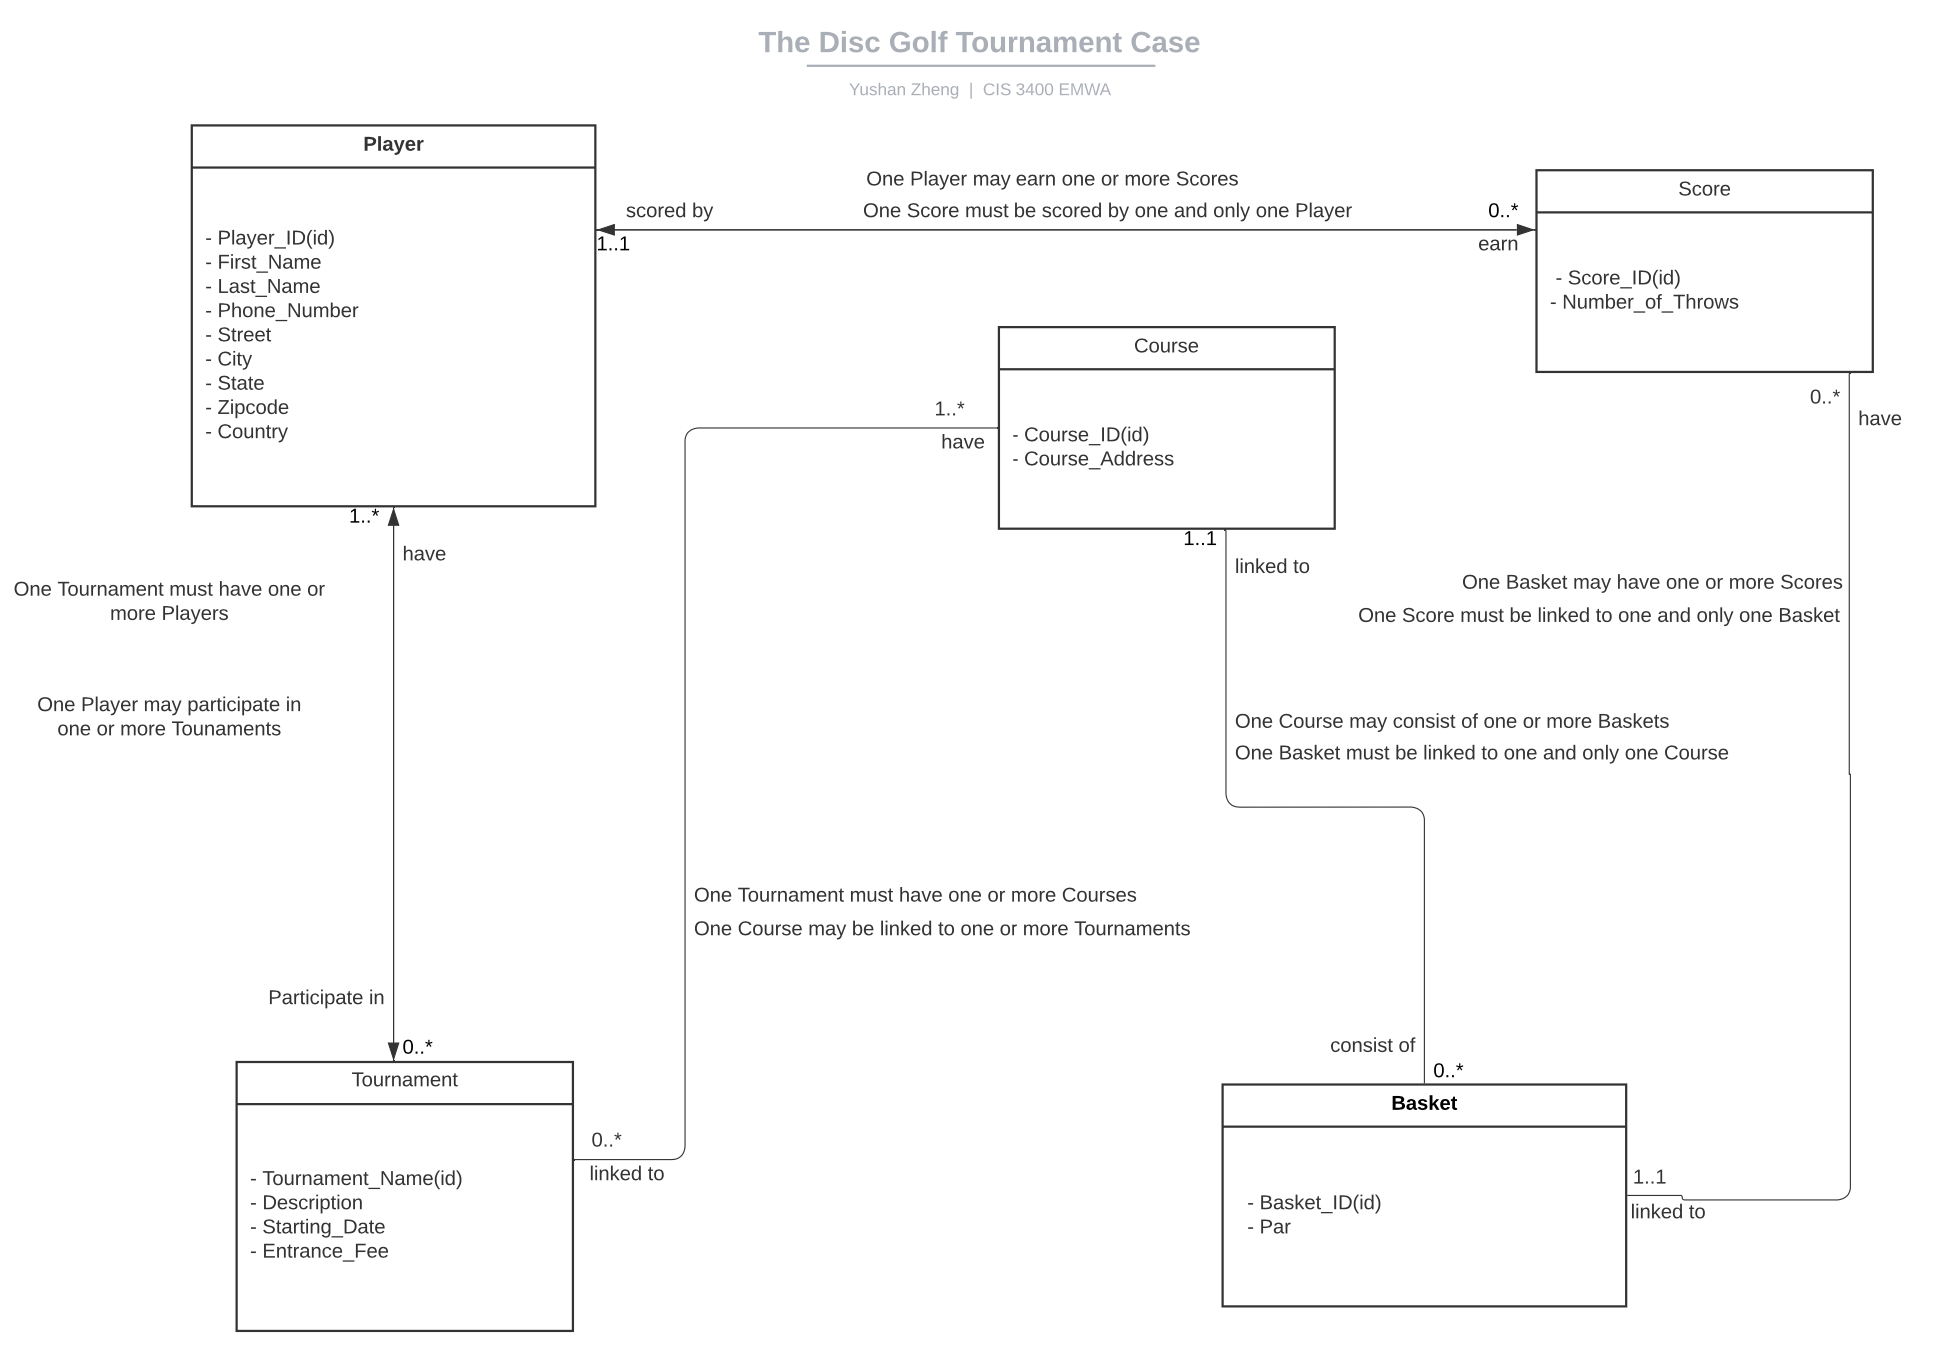 The Disc Golf Tournament Case
Yushan Zheng | CIS 3400 EMWA
Player
- Player_ID(id)
- First_Name
- Last_Name
- Phone_Number
- Street
- City
- State
- Zipcode
- Country
scored by
1..1
One Player may earn one or more Scores
One Score must be scored by one and only one Player
0..*
earn
Score
- Score_ID(id)
- Number_of_Throws
Course
- Course_ID(id)
- Course_Address
1..*
have
0..*
have
1..*
have
One Tournament must have one or
more Players
One Player may participate in
one or more Tounaments
1..1
linked to
One Basket may have one or more Scores
One Score must be linked to one and only one Basket
One Course may consist of one or more Baskets
One Basket must be linked to one and only one Course
One Tournament must have one or more Courses
One Course may be linked to one or more Tournaments
Participate in
0..*
consist of
0..*
Tournament
- Tournament_Name(id)
- Description
- Starting_Date
- Entrance_Fee
0..*
linked to
Basket
- Basket_ID(id)
- Par
1..1
linked to